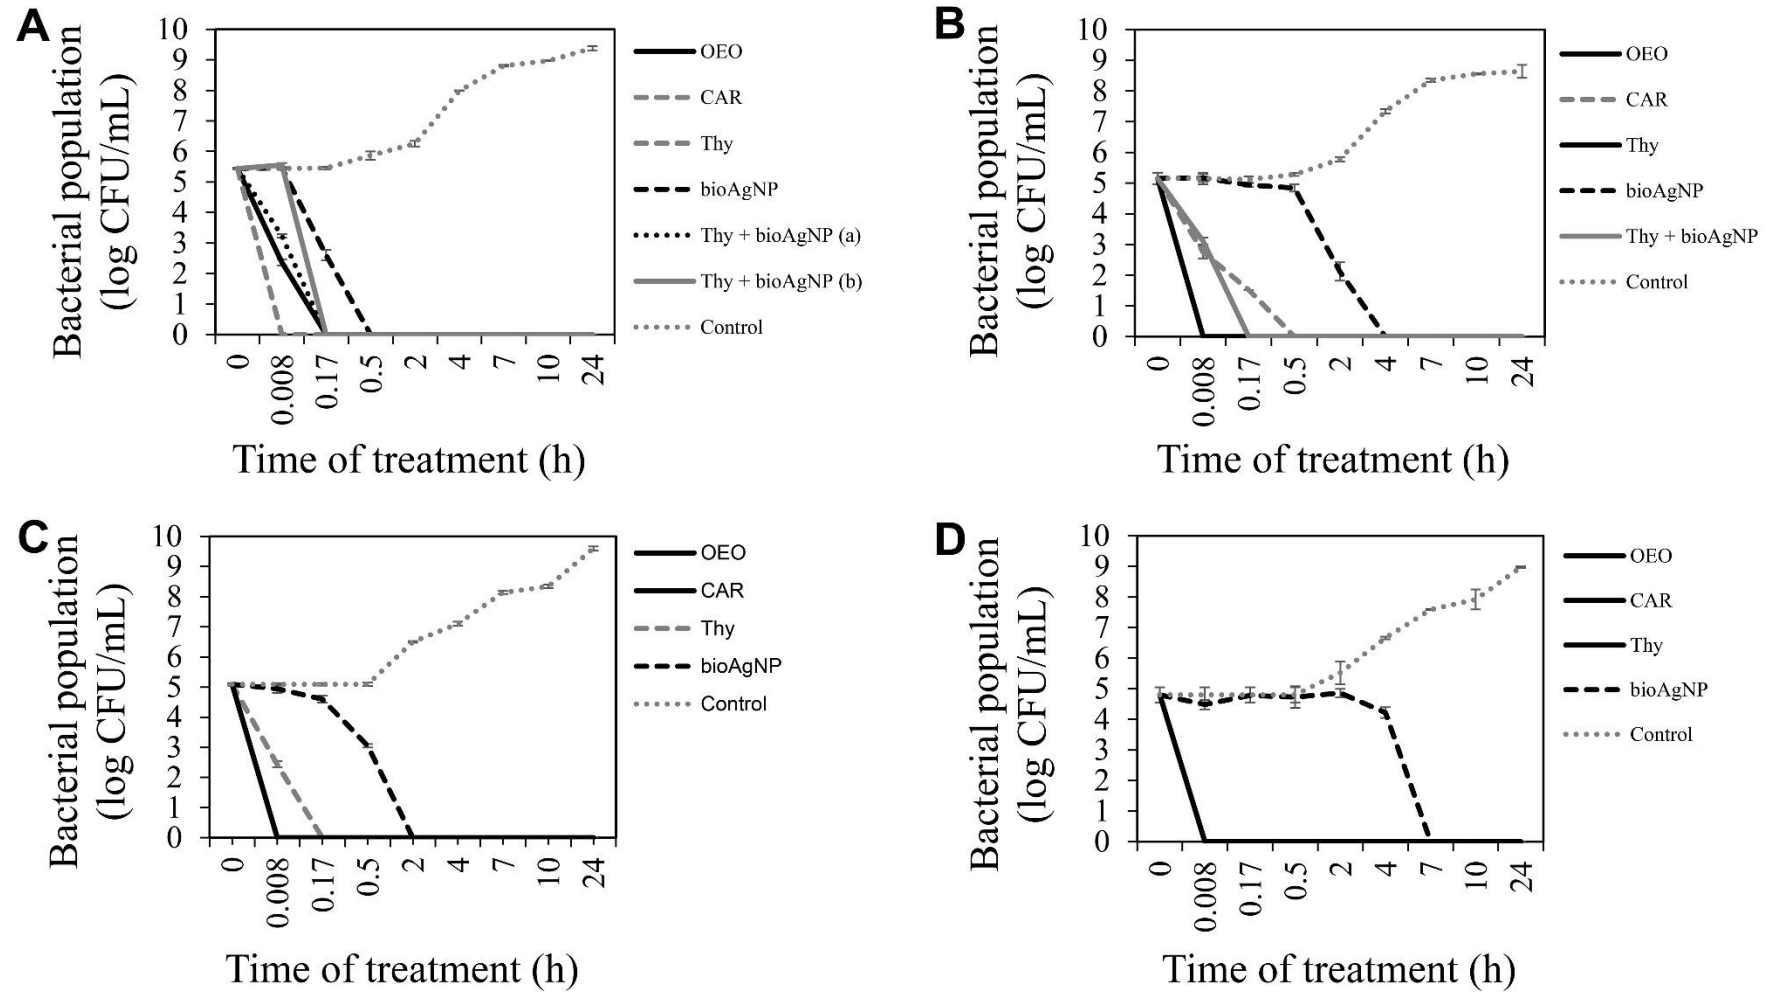 A
Bacterial population
(log CFU/mL)
10
9
8
7
6
5
4
3
2
1
0
0
0.008
0.17
0.5
2
4
7
10
24
Time of treatment (h)
OEO
CAR
Thy
bioAgNP
Thy + bioAgNP (a)
Thy + bioAgNP (b)
Control
B
Bacterial population
(log CFU/mL)
10
9
8
7
6
5
4
3
2
1
0
0
0.008
0.17
0.5
2
4
7
10
24
Time of treatment (h)
OEO
CAR
Thy
bioAgNP
Thy + bioAgNP
Control
C
Bacterial population
(log CFU/mL)
10
9
8
7
6
5
4
3
2
1
0
0
0.008
0.17
0.5
2
4
7
10
24
Time of treatment (h)
OEO
CAR
Thy
bioAgNP
Control
D
Bacterial population
(log CFU/mL)
10
9
8
7
6
5
4
3
2
1
0
0
0.008
0.17
0.5
2
4
7
10
24
Time of treatment (h)
OEO
CAR
Thy
bioAgNP
Control